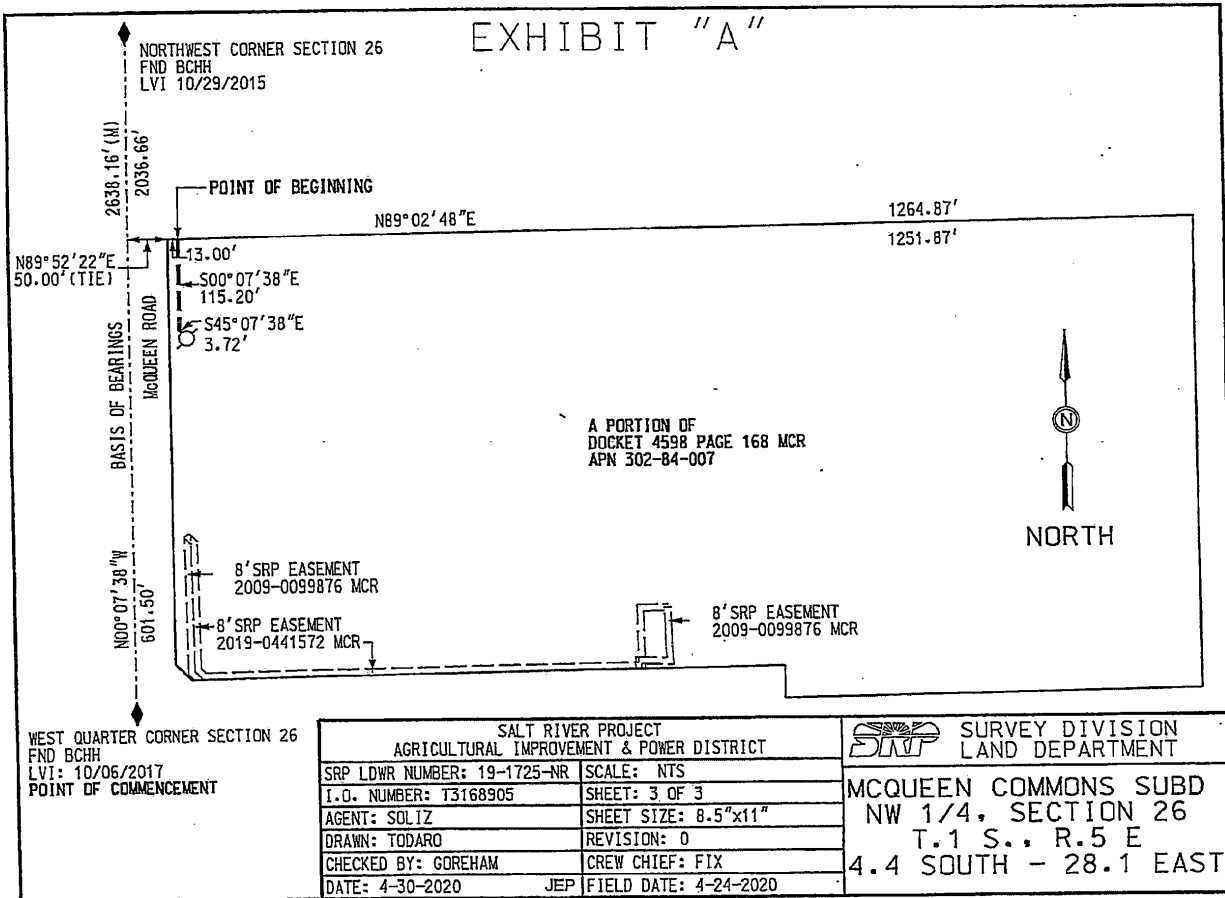 EXHIBIT "A"
NORTHWEST CORNER SECTION 26
FND BCHH
LVI 10/29/2015
2638.16'(M)
2036.66'
POINT OF BEGINNING
N89°02'48"E
1264.87'
1251.87'
N89°52'22"E
50.00'(TIE)
13.00'
S00°07'38"E
115.20'
S45°07'38"E
3.72'
BASIS OF BEARINGS
McQUEEN ROAD
A PORTION OF
DOCKET 4598 PAGE 168 MCR
APN 302-84-007
N
NORTH
N00°07'38"W
601.50'
8'SRP EASEMENT
2009-0099876 MCR
8'SRP EASEMENT
2019-0441572 MCR
8'SRP EASEMENT
2009-0099876 MCR
WEST QUARTER CORNER SECTION 26
FND BCHH
LVI: 10/06/2017
POINT OF COMMENCEMENT
SALT RIVER PROJECT
AGRICULTURAL IMPROVEMENT & POWER DISTRICT
SRP LDWR NUMBER: 19-1725-NR SCALE: NTS
I.O. NUMBER: T3168905 SHEET: 3 OF 3
AGENT: SOLIZ SHEET SIZE: 8.5"x11"
DRAWN: TODARO REVISION: 0
CHECKED BY: GOREHAM CREW CHIEF: FIX
DATE: 4-30-2020 JEP FIELD DATE: 4-24-2020
SRP SURVEY DIVISION
LAND DEPARTMENT
MCQUEEN COMMONS SUBD
NW 1/4, SECTION 26
T.1 S., R.5 E
4.4 SOUTH - 28.1 EAST